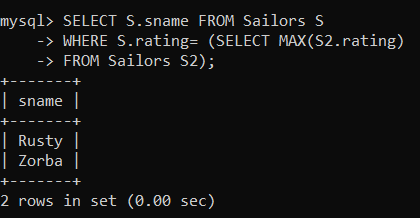 mysql> SELECT S.sname FROM Sailors S
    -> WHERE S.rating= (SELECT MAX(S2.rating)
    -> FROM Sailors S2);
+-------+
| sname |
+-------+
| Rusty |
| Zorba |
+-------+
2 rows in set (0.00 sec)